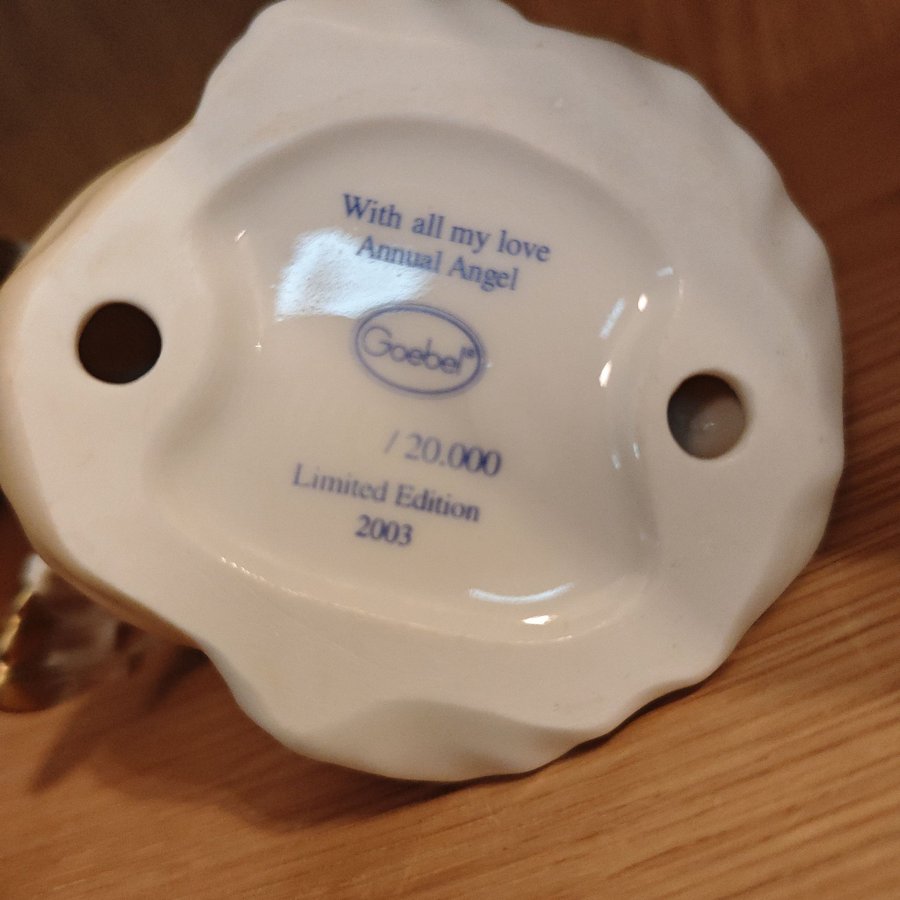 With all my love
Annual Angel
Goebel®
/ 20.000
Limited Edition
2003